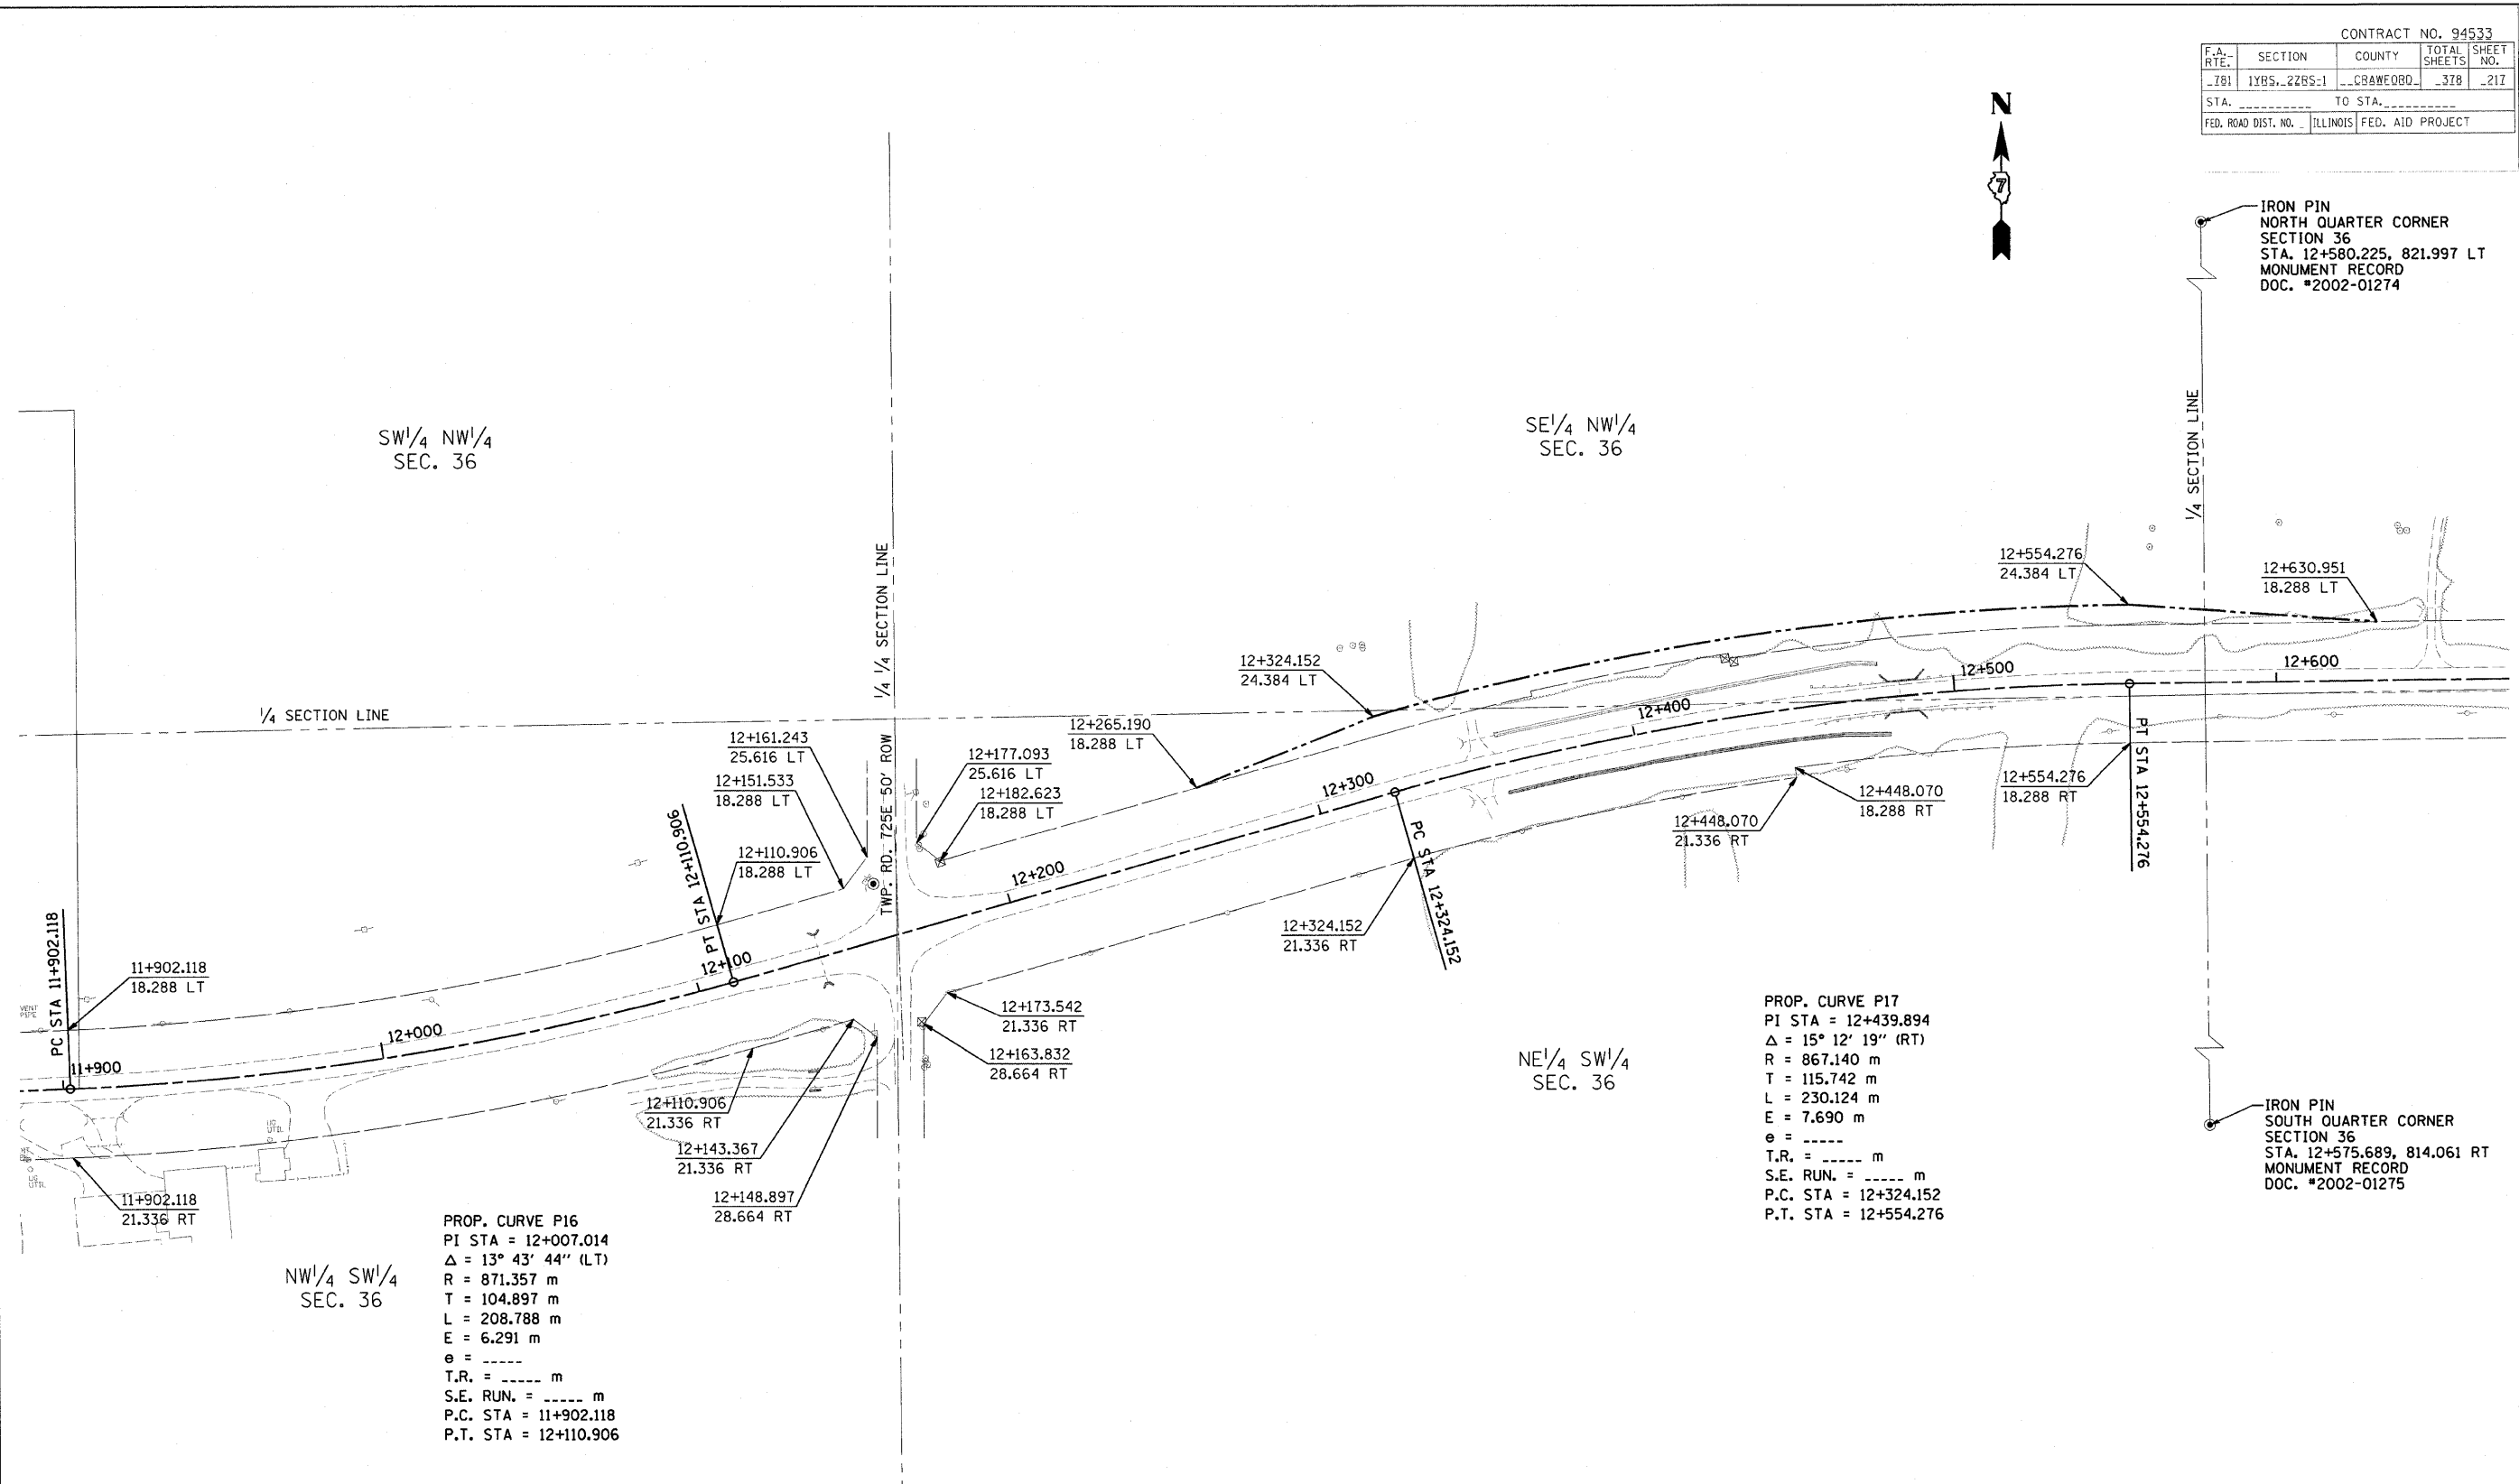 CONTRACT NO. 94533
F.A. RTE. SECTION COUNTY TOTAL SHEETS SHEET NO.
781 1YBS, 2ZBS-1 CRAWFORD 378 217
STA. __________ TO STA. __________
FED. ROAD DIST. NO. _ ILLINOIS FED. AID PROJECT
N
7
IRON PIN
NORTH QUARTER CORNER
SECTION 36
STA. 12+580.225, 821.997 LT
MONUMENT RECORD
DOC. #2002-01274
SW1/4 NW1/4
SEC. 36
SE1/4 NW1/4
SEC. 36
1/4 SECTION LINE
1/4 1/4 SECTION LINE
1/4 SECTION LINE
TWP. RD. 725E 50' ROW
12+554.276
24.384 LT
12+630.951
18.288 LT
12+324.152
24.384 LT
12+265.190
18.288 LT
12+161.243
25.616 LT
12+151.533
18.288 LT
12+177.093
25.616 LT
12+182.623
18.288 LT
12+110.906
18.288 LT
11+902.118
18.288 LT
PC STA 11+902.118
PT STA 12+110.906
PC STA 12+324.152
PT STA 12+554.276
11+900
12+000
12+100
12+200
12+300
12+400
12+500
12+600
12+448.070
18.288 RT
12+448.070
21.336 RT
12+554.276
18.288 RT
12+324.152
21.336 RT
12+173.542
21.336 RT
12+163.832
28.664 RT
12+110.906
21.336 RT
12+143.367
21.336 RT
12+148.897
28.664 RT
11+902.118
21.336 RT
VENT
PIPE
UG
UTIL
UG
UTIL
NW1/4 SW1/4
SEC. 36
PROP. CURVE P16
PI STA = 12+007.014
Δ = 13° 43' 44" (LT)
R = 871.357 m
T = 104.897 m
L = 208.788 m
E = 6.291 m
e = _____
T.R. = _____ m
S.E. RUN. = _____ m
P.C. STA = 11+902.118
P.T. STA = 12+110.906
NE1/4 SW1/4
SEC. 36
PROP. CURVE P17
PI STA = 12+439.894
Δ = 15° 12' 19" (RT)
R = 867.140 m
T = 115.742 m
L = 230.124 m
E = 7.690 m
e = _____
T.R. = _____ m
S.E. RUN. = _____ m
P.C. STA = 12+324.152
P.T. STA = 12+554.276
IRON PIN
SOUTH QUARTER CORNER
SECTION 36
STA. 12+575.689, 814.061 RT
MONUMENT RECORD
DOC. #2002-01275